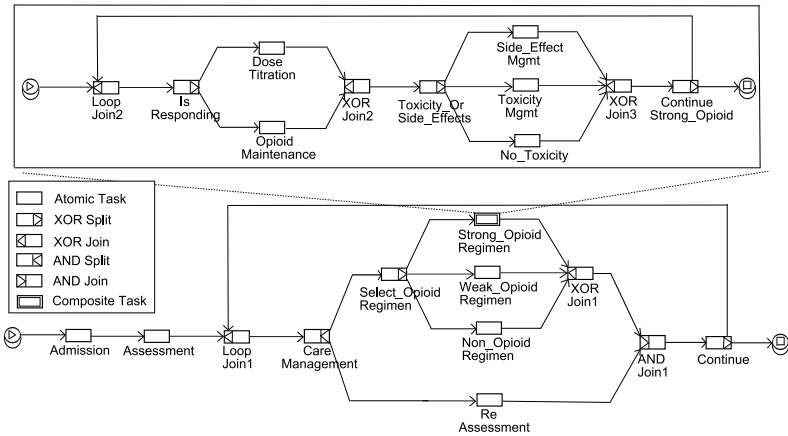 Side_Effect
Mgmt
Dose
Titration
Loop
Join2
Is
Responding
XOR
Join2
Toxicity_Or
Side_Effects
Toxicity
Mgmt
XOR
Join3
Continue
Strong_Opioid
Opioid
Maintenance
No_Toxicity
Atomic Task
XOR Split
XOR Join
AND Split
AND Join
Composite Task
Strong_Opioid
Regimen
Select_Opioid
Regimen
Weak_Opioid
Regimen
XOR
Join1
Non_Opioid
Regimen
Admission
Assessment
Loop
Join1
Care
Management
AND
Join1
Continue
Re
Assessment